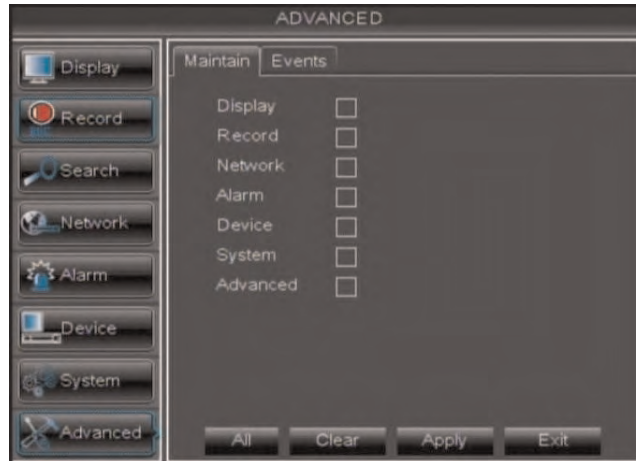 ADVANCED
Display
Record
REC
Search
Network
Alarm
Device
System
Advanced
Maintain Events
Display
Record
Network
Alarm
Device
System
Advanced
All Clear Apply Exit